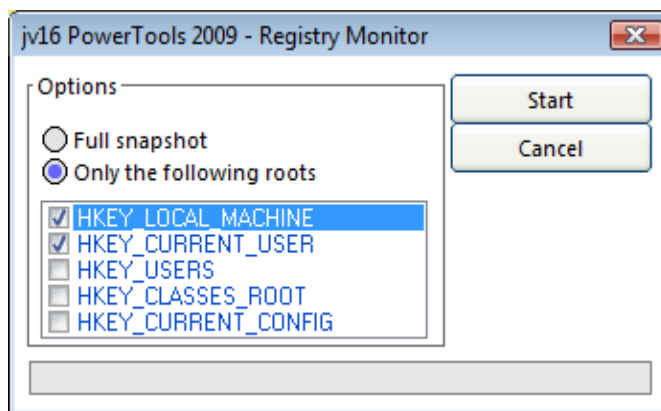 jv16 PowerTools 2009 - Registry Monitor
Options
Full snapshot
Only the following roots
HKEY_LOCAL_MACHINE
HKEY_CURRENT_USER
HKEY_USERS
HKEY_CLASSES_ROOT
HKEY_CURRENT_CONFIG
Start
Cancel